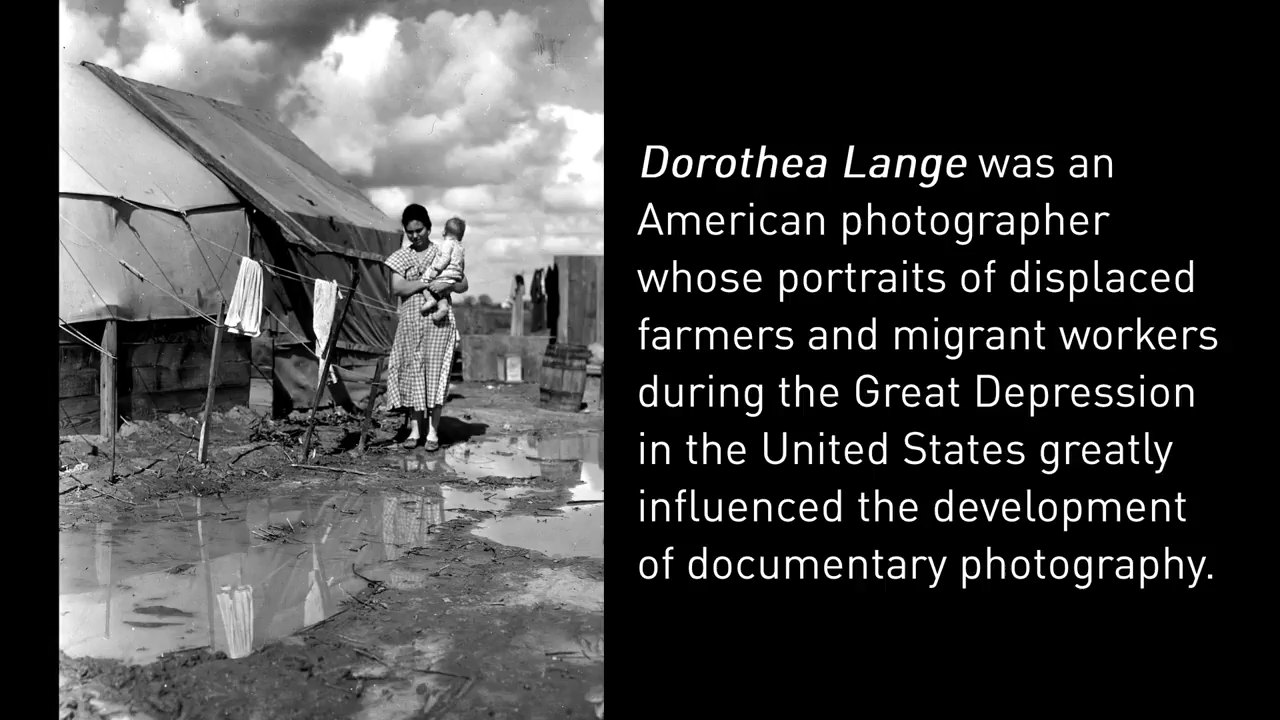 Dorothea Lange was an
American photographer
whose portraits of displaced
farmers and migrant workers
during the Great Depression
in the United States greatly
influenced the development
of documentary photography.